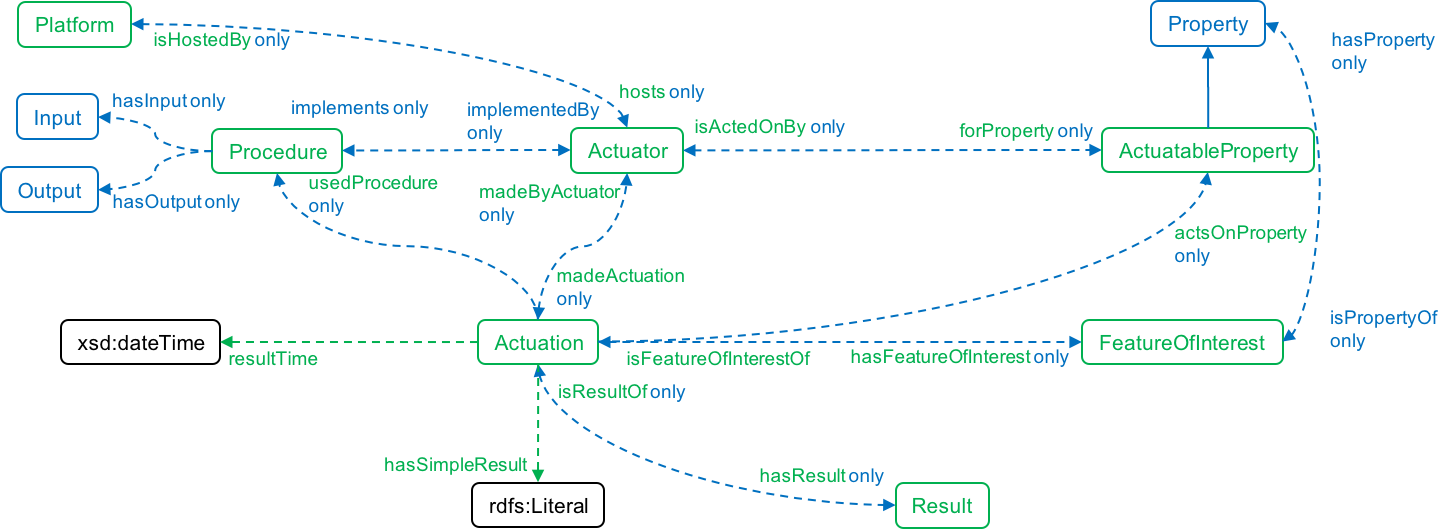 Platform
isHostedBy only
Property
hasProperty
only
Input
hasInput only
implements only
implementedBy
only
hosts only
isActedOnBy only
forProperty only
Procedure
Actuator
ActuatableProperty
Output
hasOutput only
usedProcedure
only
madeByActuator
only
actsOnProperty
only
madeActuation
only
isPropertyOf
only
xsd:dateTime
resultTime
Actuation
isFeatureOfInterestOf
hasFeatureOfInterest only
FeatureOfInterest
isResultOf only
hasSimpleResult
hasResult only
rdfs:Literal
Result